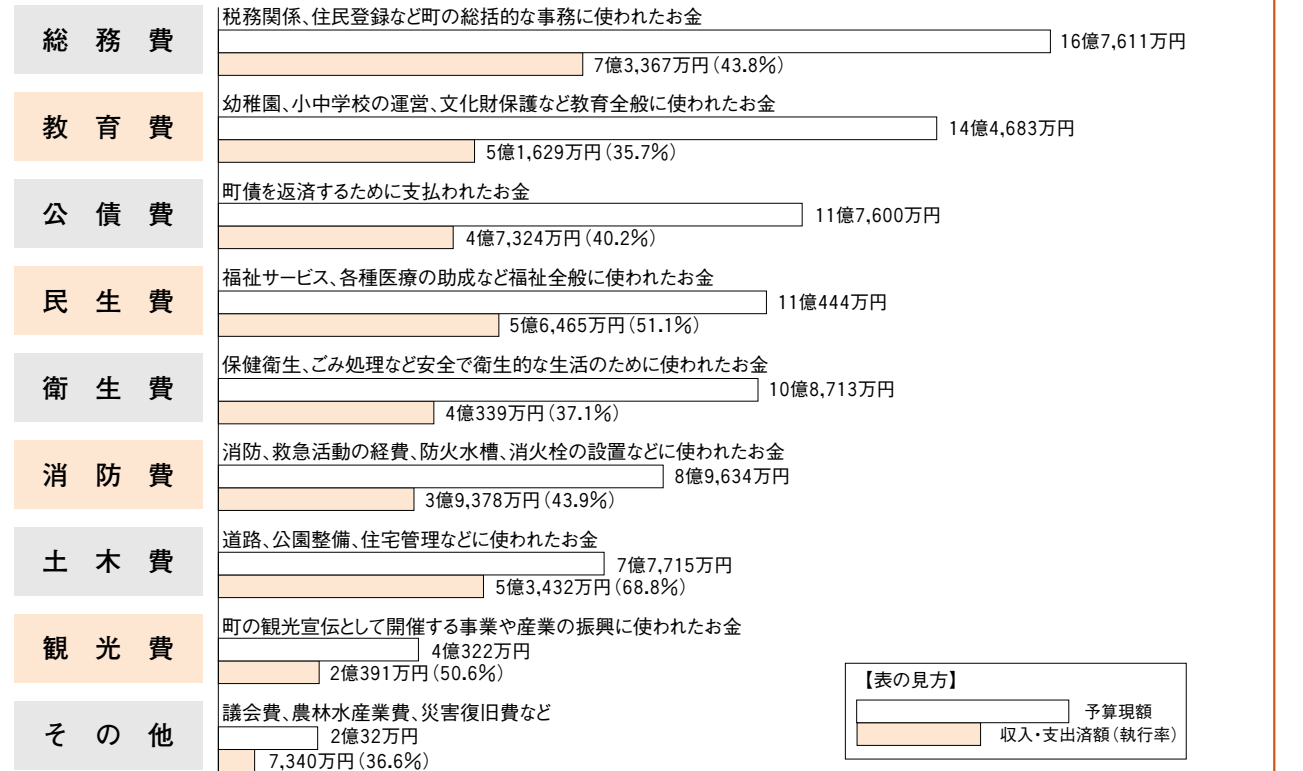 総務費
税務関係、住民登録など町の総括的な事務に使われたお金
16億7,611万円
7億3,367万円(43.8%)
教育費
幼稚園、小中学校の運営、文化財保護など教育全般に使われたお金
14億4,683万円
5億1,629万円(35.7%)
公債費
町債を返済するために支払われたお金
11億7,600万円
4億7,324万円(40.2%)
民生費
福祉サービス、各種医療の助成など福祉全般に使われたお金
11億444万円
5億6,465万円(51.1%)
衛生費
保健衛生、ごみ処理など安全で衛生的な生活のために使われたお金
10億8,713万円
4億339万円(37.1%)
消防費
消防、救急活動の経費、防火水槽、消火栓の設置などに使われたお金
8億9,634万円
3億9,378万円(43.9%)
土木費
道路、公園整備、住宅管理などに使われたお金
7億7,715万円
5億3,432万円(68.8%)
観光費
町の観光宣伝として開催する事業や産業の振興に使われたお金
4億322万円
2億391万円(50.6%)
その他
議会費、農林水産業費、災害復旧費など
2億32万円
7,340万円(36.6%)
【表の見方】
予算現額
収入・支出済額(執行率)